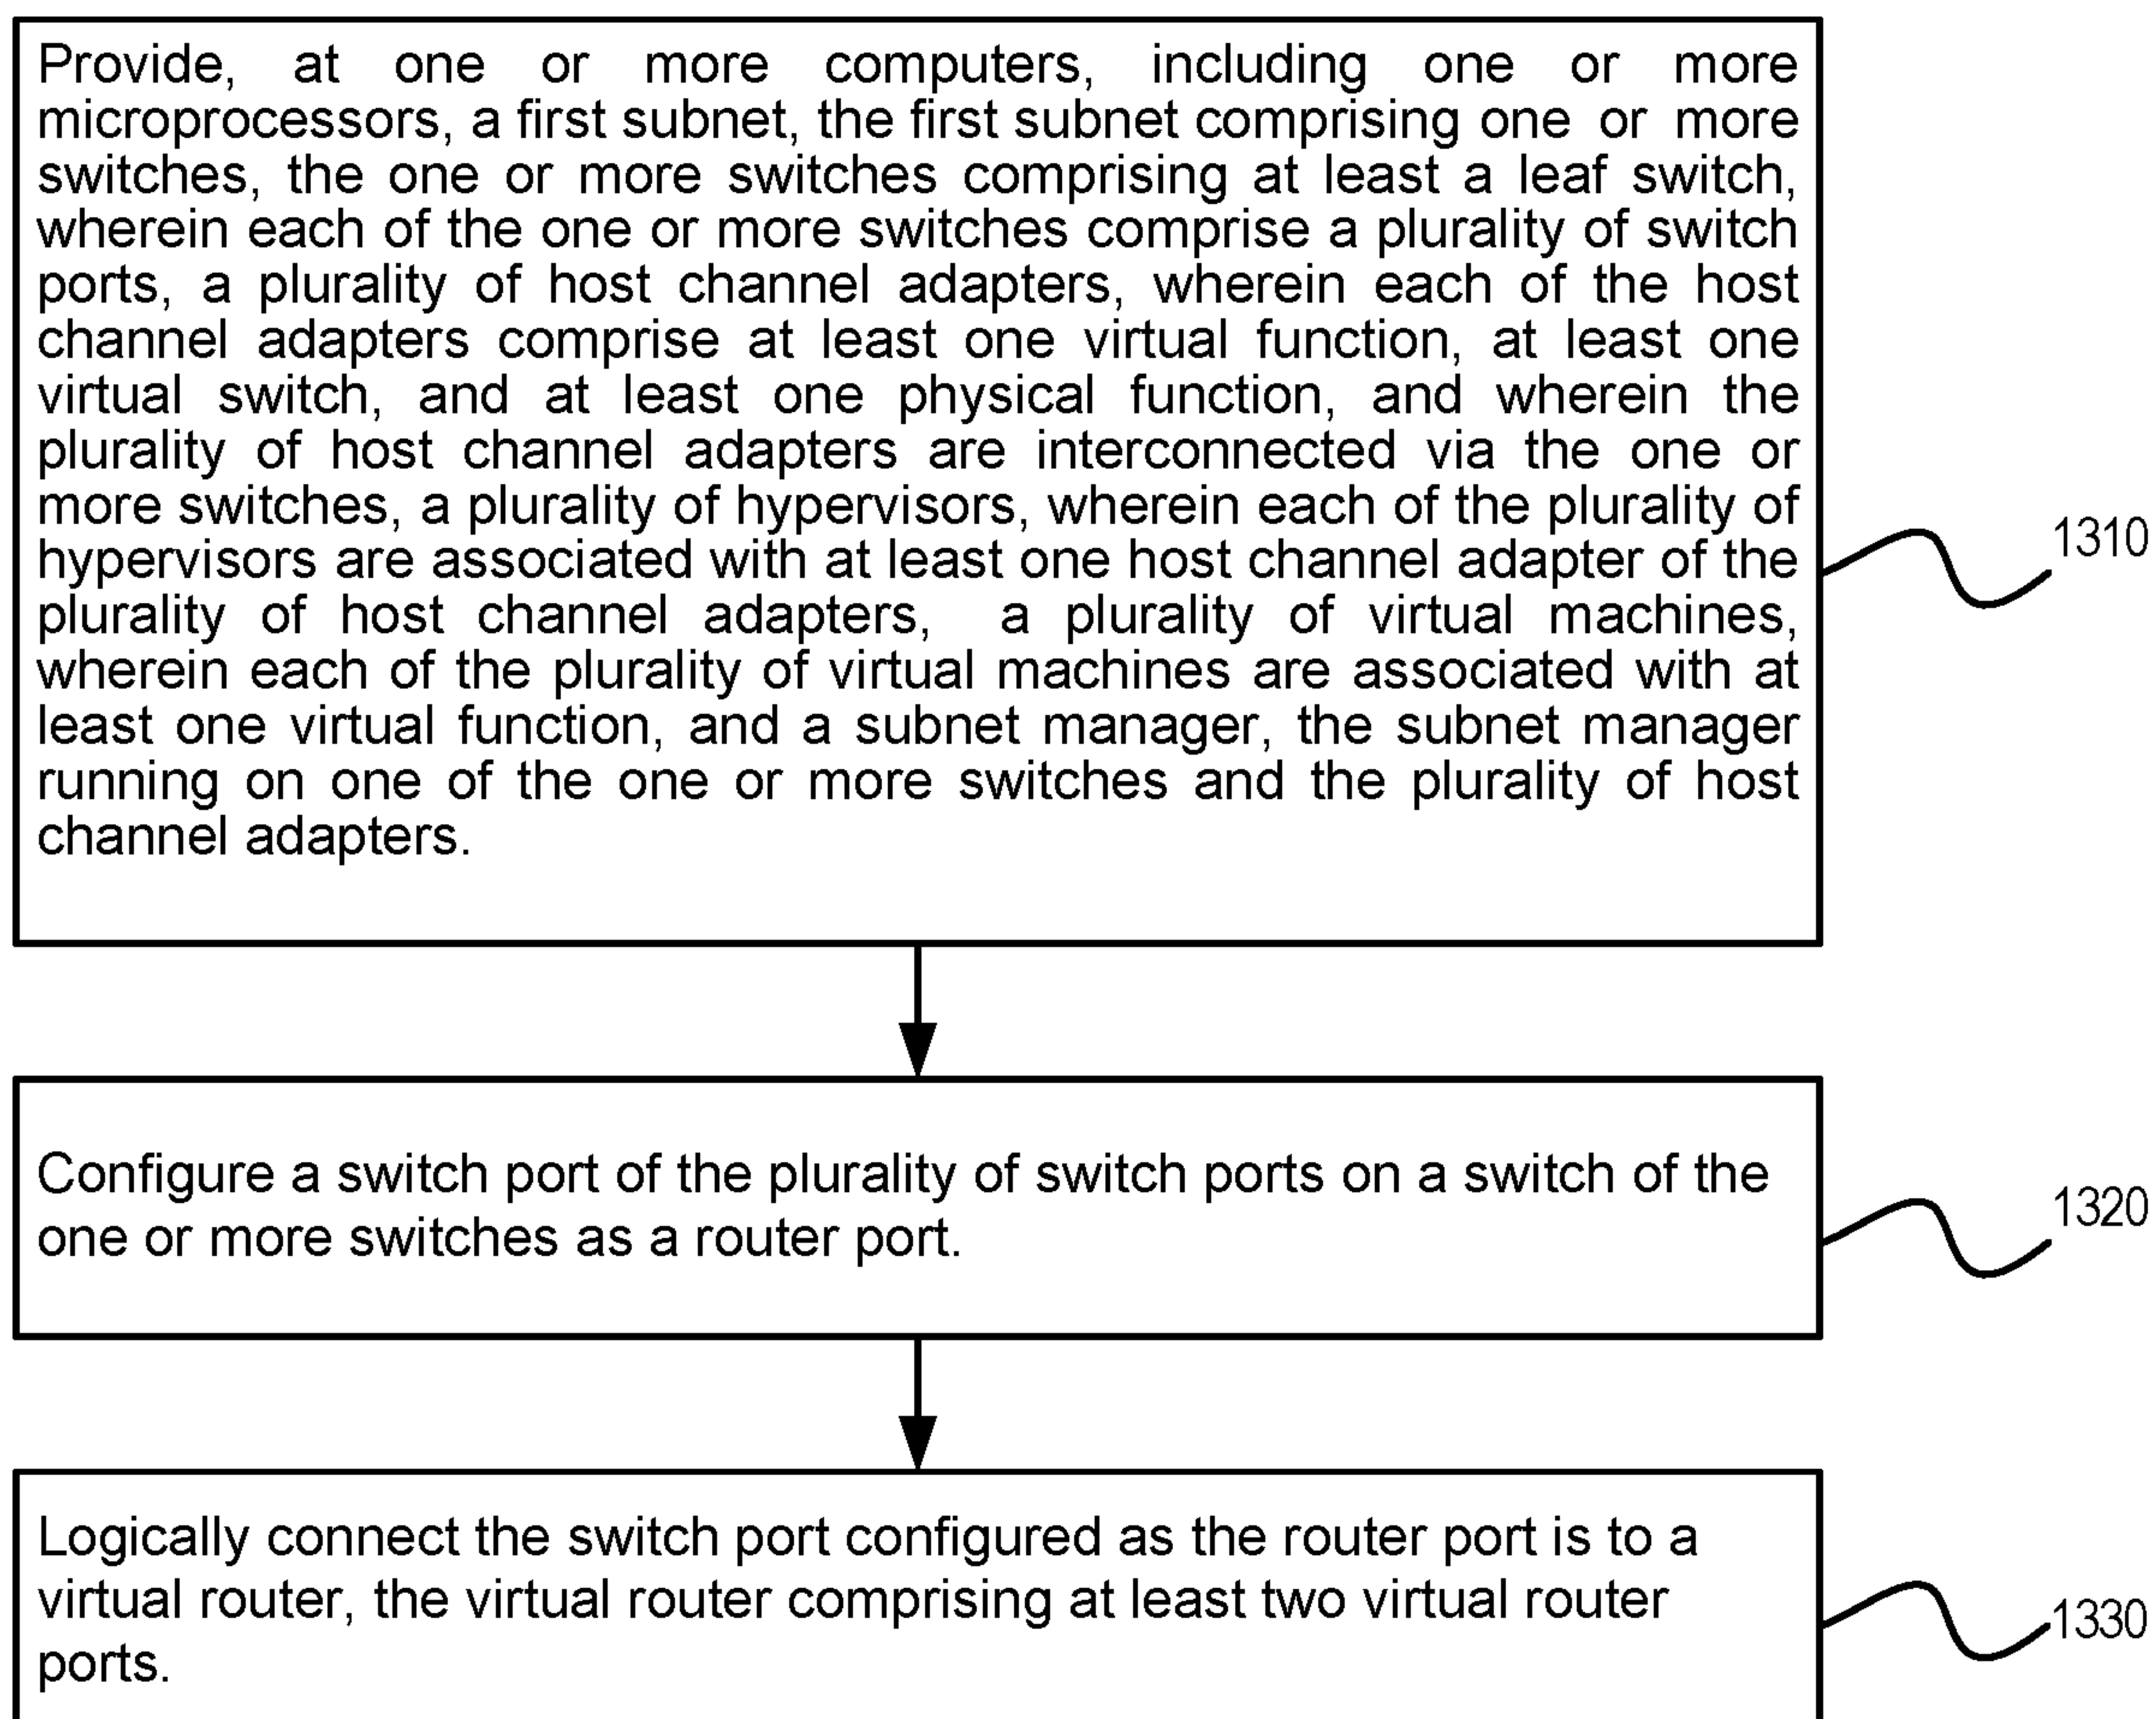 Provide, at one or more computers, including one or more
microprocessors, a first subnet, the first subnet comprising one or more
switches, the one or more switches comprising at least a leaf switch,
wherein each of the one or more switches comprise a plurality of switch
ports, a plurality of host channel adapters, wherein each of the host
channel adapters comprise at least one virtual function, at least one
virtual switch, and at least one physical function, and wherein the
plurality of host channel adapters are interconnected via the one or
more switches, a plurality of hypervisors, wherein each of the plurality of
hypervisors are associated with at least one host channel adapter of the
plurality of host channel adapters, a plurality of virtual machines,
wherein each of the plurality of virtual machines are associated with at
least one virtual function, and a subnet manager, the subnet manager
running on one of the one or more switches and the plurality of host
channel adapters.
1310
Configure a switch port of the plurality of switch ports on a switch of the
one or more switches as a router port.
1320
Logically connect the switch port configured as the router port is to a
virtual router, the virtual router comprising at least two virtual router
ports.
1330